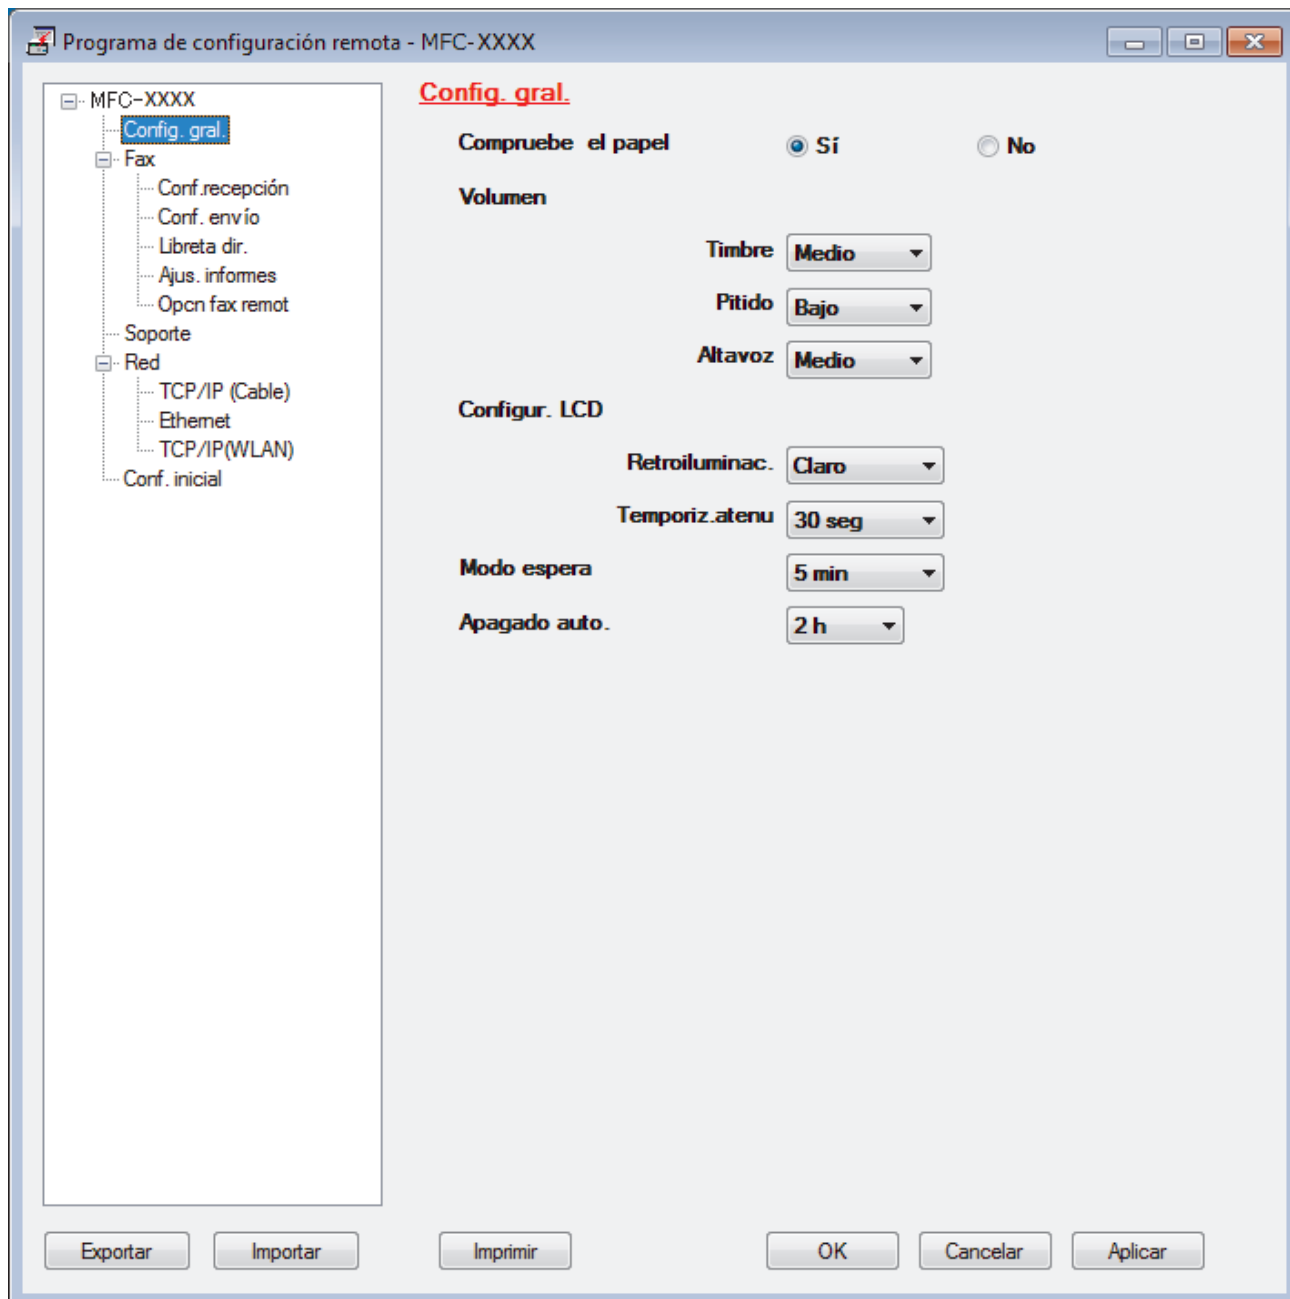 Programa de configuración remota - MFC-XXXX
MFC-XXXX
Config. gral.
Fax
Conf.recepción
Conf. envío
Libreta dir.
Ajus. informes
Opcn fax remot
Soporte
Red
TCP/IP (Cable)
Ethernet
TCP/IP(WLAN)
Conf. inicial
Config. gral.
Compruebe el papel Sí No
Volumen
Timbre Medio
Pitido Bajo
Altavoz Medio
Configur. LCD
Retroiluminac. Claro
Temporiz.atenu 30 seg
Modo espera 5 min
Apagado auto. 2 h
Exportar Importar Imprimir OK Cancelar Aplicar